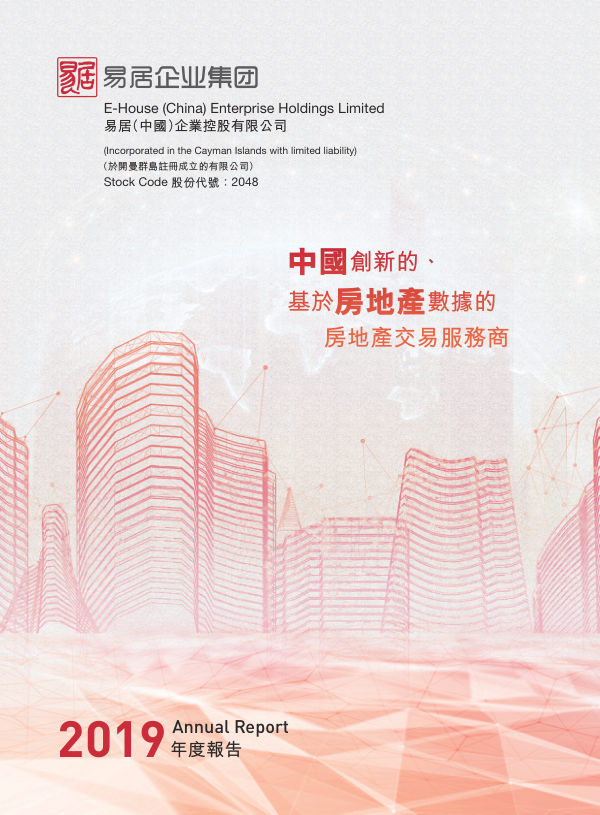 易居 易居企业集团
E-House (China) Enterprise Holdings Limited
易居(中國)企業控股有限公司
(Incorporated in the Cayman Islands with limited liability)
(於開曼群島註冊成立的有限公司)
Stock Code 股份代號：2048
中國創新的、
基於房地產數據的
房地產交易服務商
2019 Annual Report
年度報告